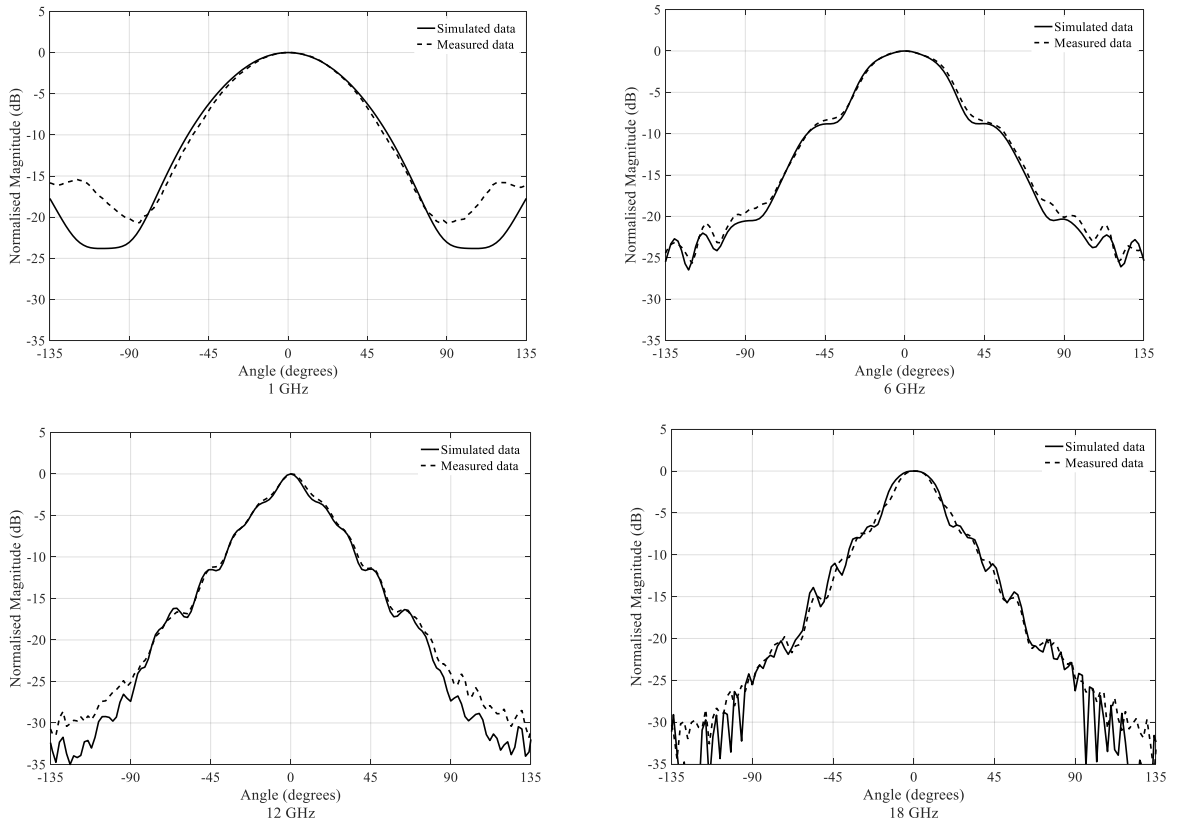 5
0
-5
-10
-15
-20
-25
-30
-35
Normalised Magnitude (dB)
Simulated data
Measured data
-135 -90 -45 0 45 90 135
Angle (degrees)
1 GHz
5
0
-5
-10
-15
-20
-25
-30
-35
Normalised Magnitude (dB)
Simulated data
Measured data
-135 -90 -45 0 45 90 135
Angle (degrees)
6 GHz
5
0
-5
-10
-15
-20
-25
-30
-35
Normalised Magnitude (dB)
Simulated data
Measured data
-135 -90 -45 0 45 90 135
Angle (degrees)
12 GHz
5
0
-5
-10
-15
-20
-25
-30
-35
Normalised Magnitude (dB)
Simulated data
Measured data
-135 -90 -45 0 45 90 135
Angle (degrees)
18 GHz